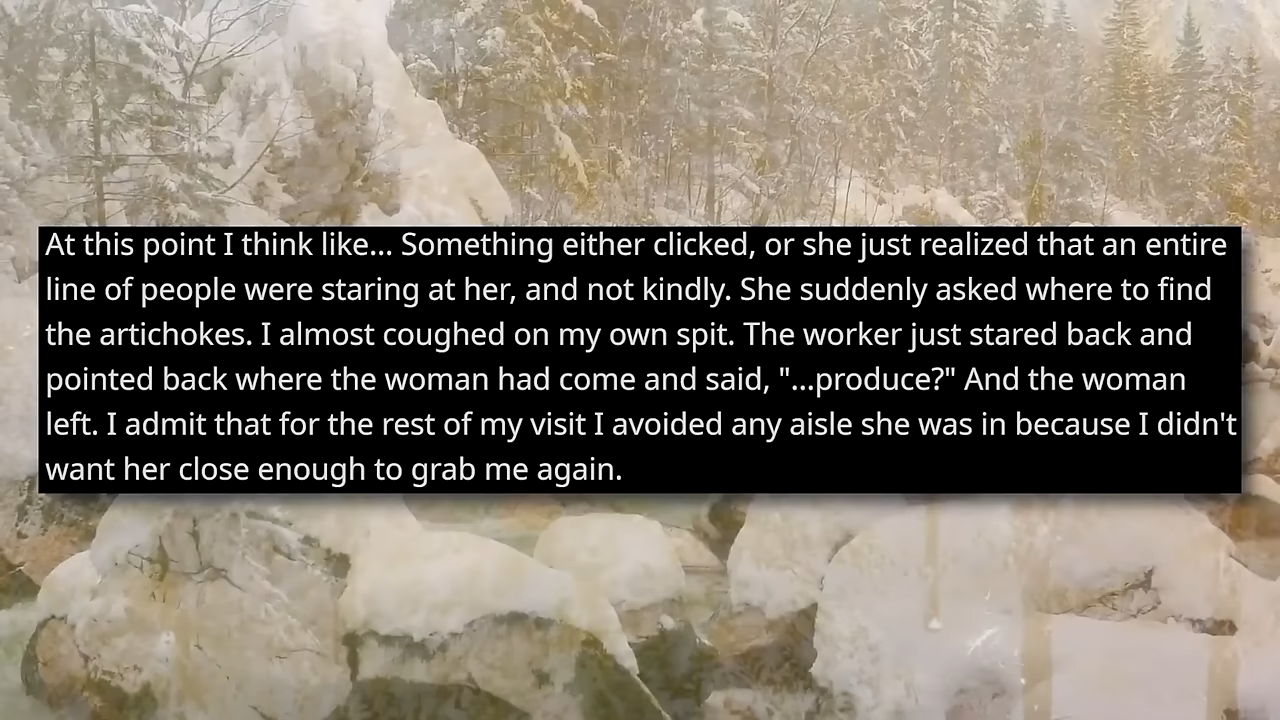 At this point I think like... Something either clicked, or she just realized that an entire
line of people were staring at her, and not kindly. She suddenly asked where to find
the artichokes. I almost coughed on my own spit. The worker just stared back and
pointed back where the woman had come and said, "...produce?" And the woman
left. I admit that for the rest of my visit I avoided any aisle she was in because I didn't
want her close enough to grab me again.